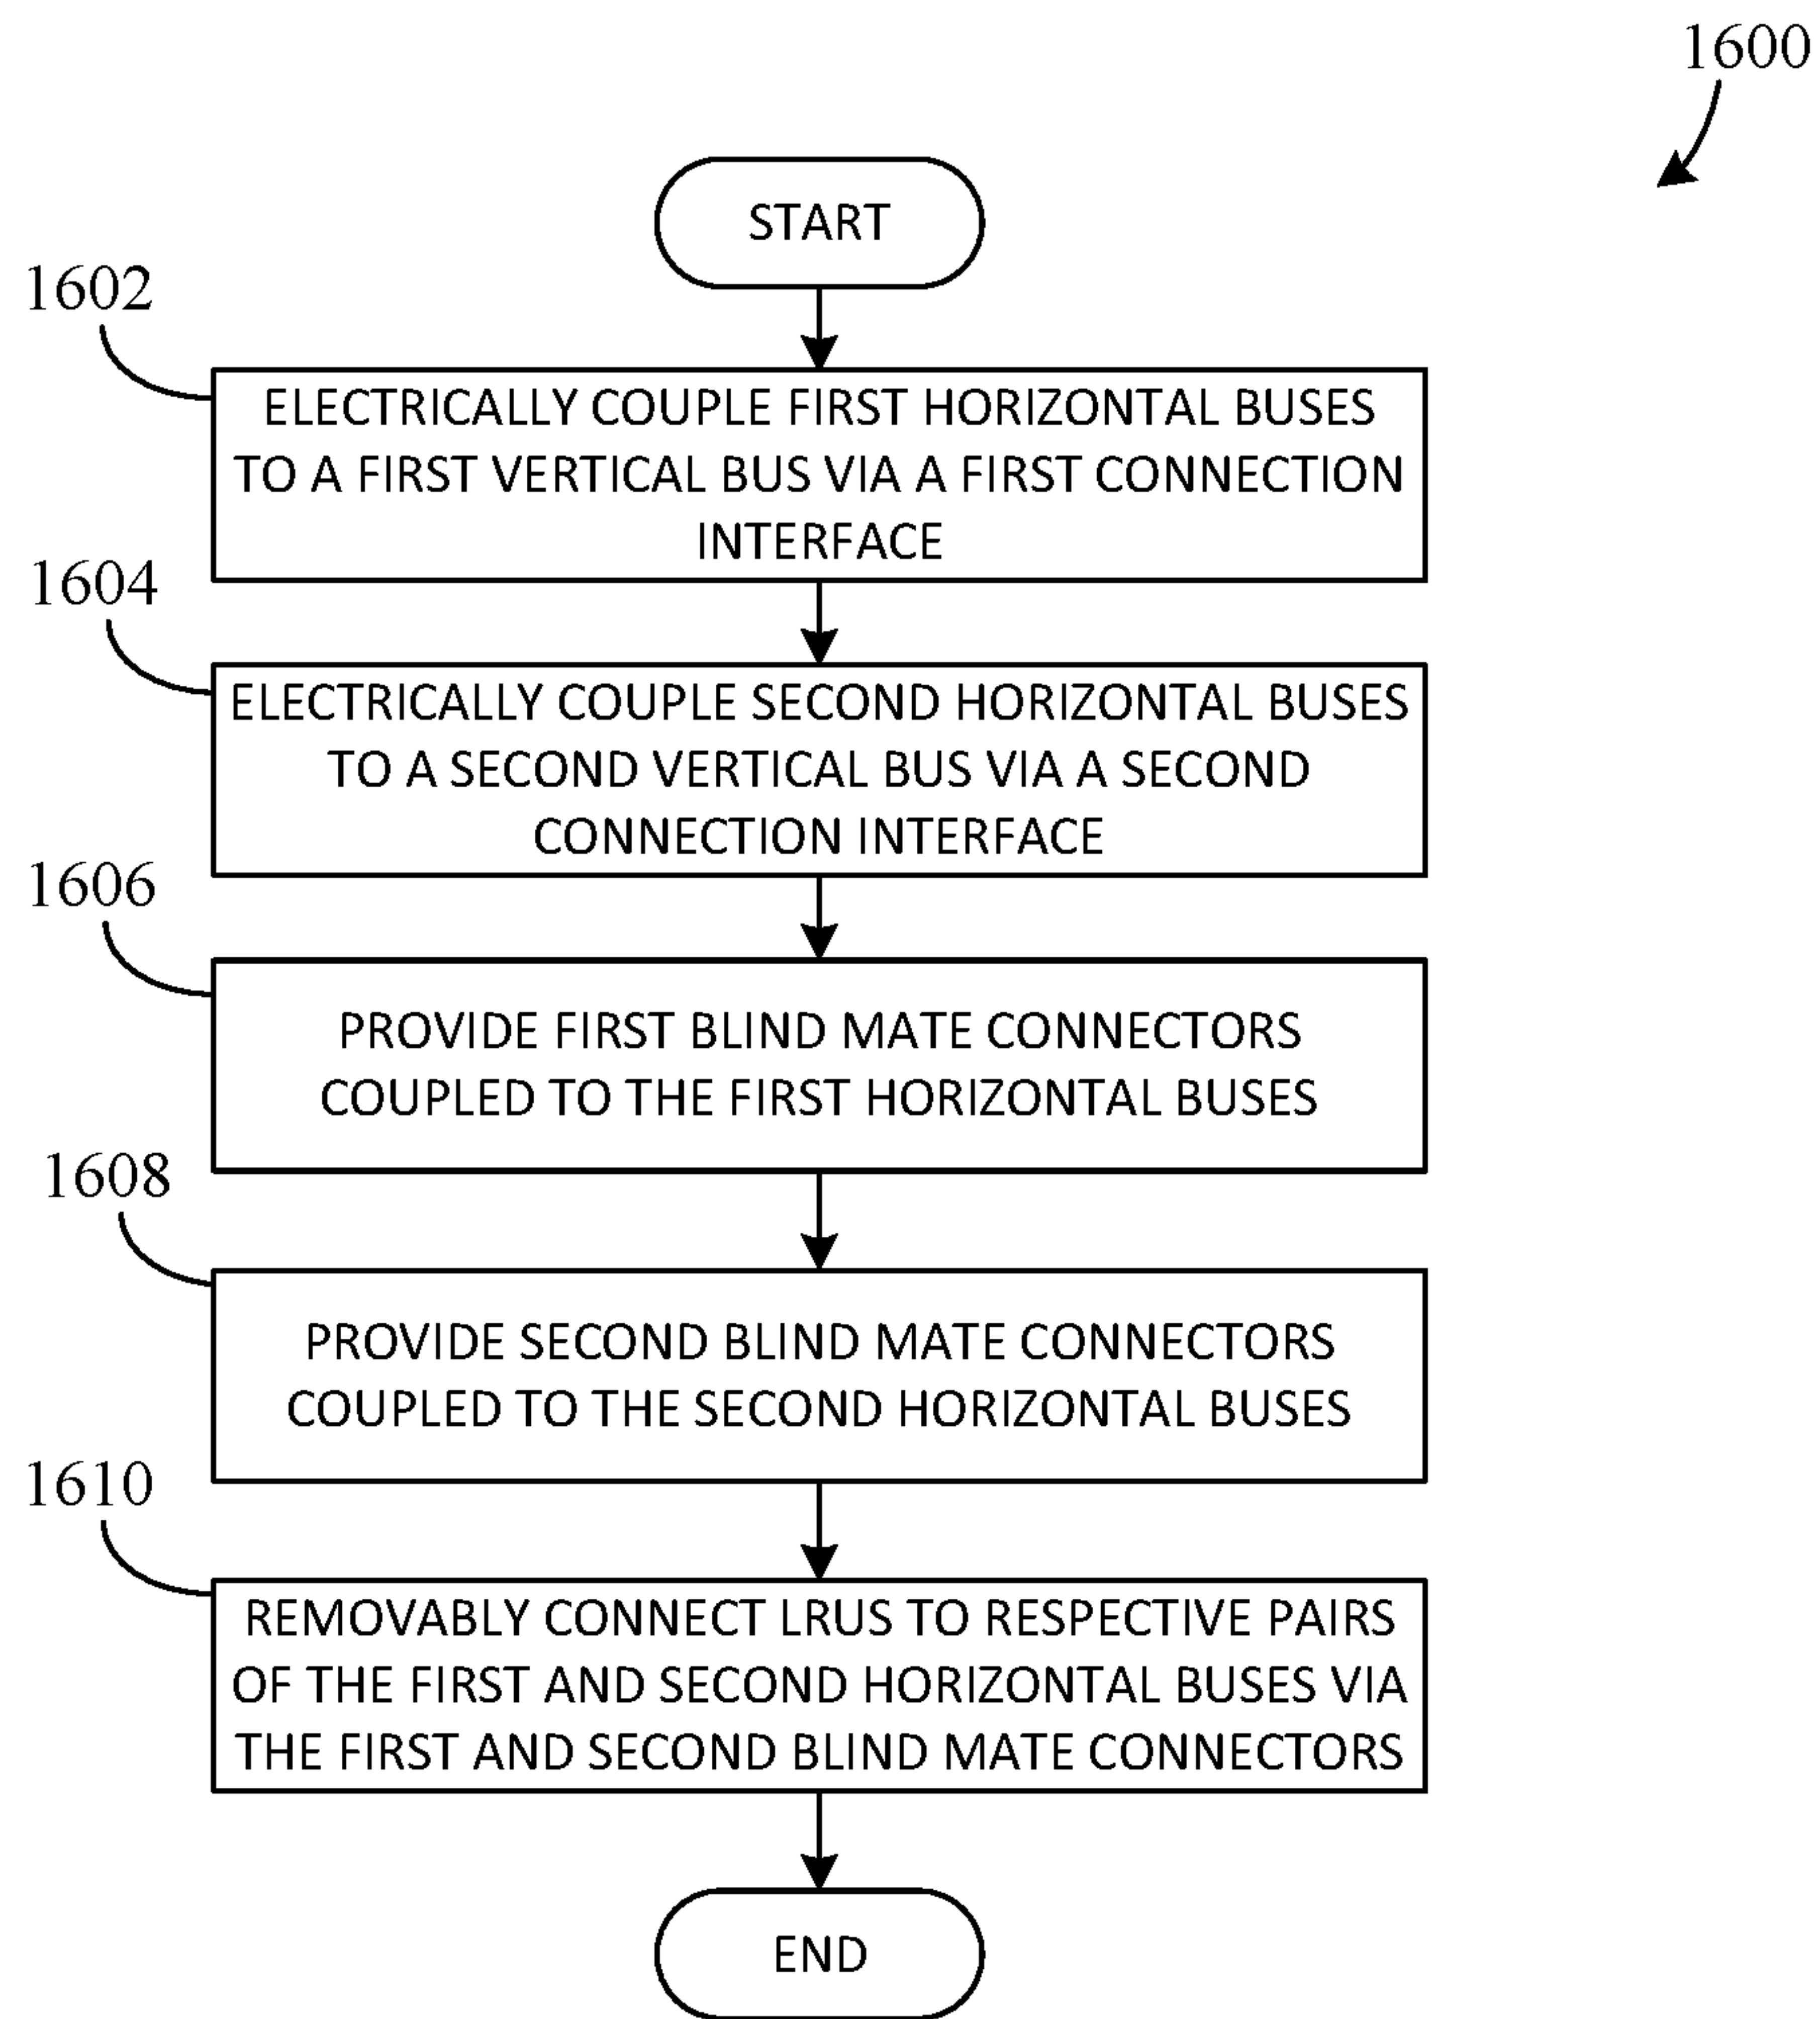 1600
START
1602
ELECTRICALLY COUPLE FIRST HORIZONTAL BUSES
TO A FIRST VERTICAL BUS VIA A FIRST CONNECTION
INTERFACE
1604
ELECTRICALLY COUPLE SECOND HORIZONTAL BUSES
TO A SECOND VERTICAL BUS VIA A SECOND
CONNECTION INTERFACE
1606
PROVIDE FIRST BLIND MATE CONNECTORS
COUPLED TO THE FIRST HORIZONTAL BUSES
1608
PROVIDE SECOND BLIND MATE CONNECTORS
COUPLED TO THE SECOND HORIZONTAL BUSES
1610
REMOVABLY CONNECT LRUS TO RESPECTIVE PAIRS
OF THE FIRST AND SECOND HORIZONTAL BUSES VIA
THE FIRST AND SECOND BLIND MATE CONNECTORS
END